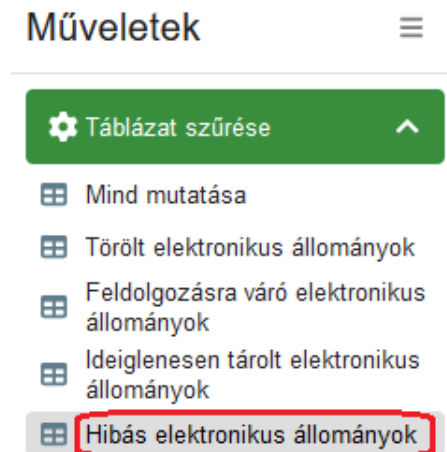 Műveletek
Táblázat szűrése
Mind mutatása
Törölt elektronikus állományok
Feldolgozásra váró elektronikus
állományok
Ideiglenesen tárolt elektronikus
állományok
Hibás elektronikus állományok